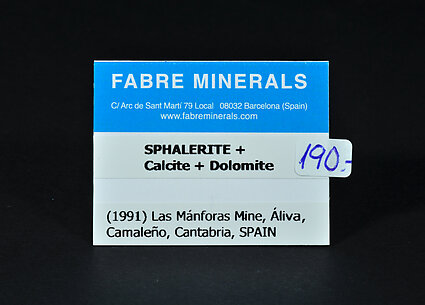 FABRE MINERALS
C/ Arc de Sant Martí 79 Local 08032 Barcelona (Spain)
www.fabreminerals.com
SPHALERITE +
Calcite + Dolomite
190.-
(1991) Las Mánforas Mine, Áliva,
Camaleño, Cantabria, SPAIN